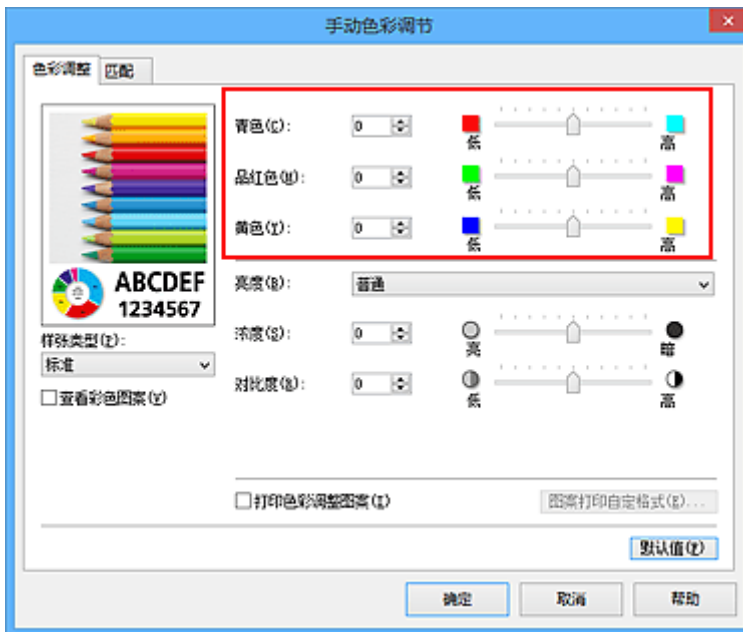 手动色彩调节
色彩调整 匹配
青色(C): 0 低 高
品红色(M): 0 低 高
黄色(Y): 0 低 高
ABCDEF
1234567
亮度(B): 普通
样张类型(P):
标准
浓度(S): 0 亮 暗
查看彩色图案(V)
对比度(R): 0 低 高
打印色彩调整图案(I) 图案打印自定格式(E)...
默认值(F)
确定 取消 帮助